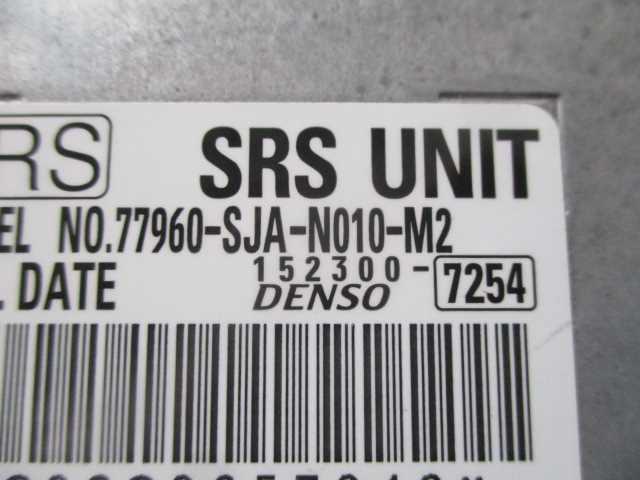 RS SRS UNIT
EL NO.77960-SJA-N010-M2
152300-7254
. DATE DENSO